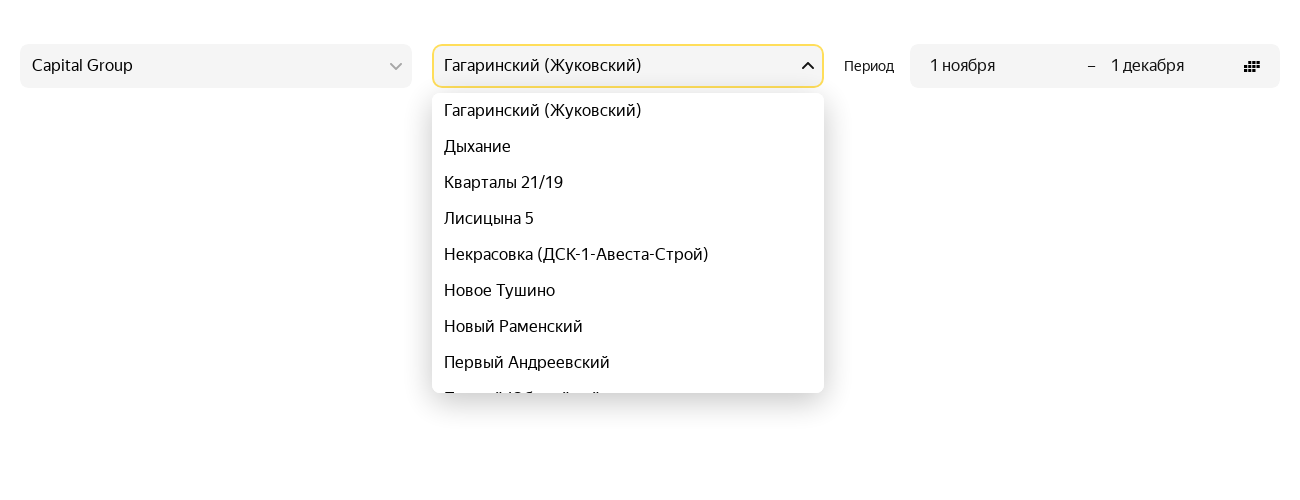 Capital Group
Гагаринский (Жуковский)
Период
1 ноября
–
1 декабря
Гагаринский (Жуковский)
Дыхание
Кварталы 21/19
Лисицына 5
Некрасовка (ДСК-1-Авеста-Строй)
Новое Тушино
Новый Раменский
Первый Андреевский